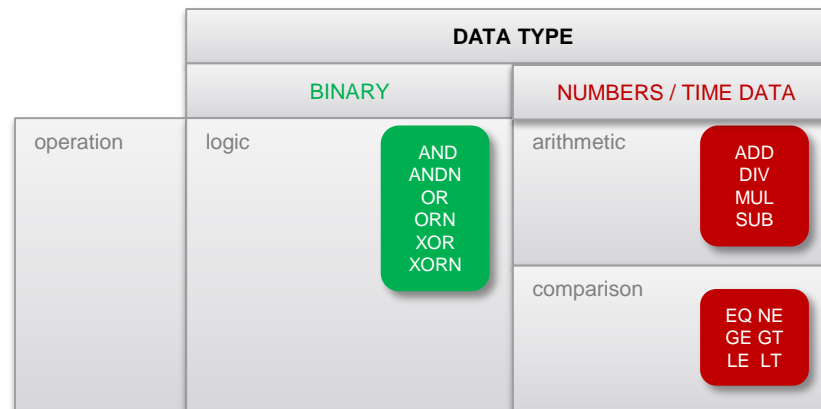 DATA TYPE
BINARY
NUMBERS / TIME DATA
operation
logic
AND
ANDN
OR
ORN
XOR
XORN
arithmetic
ADD
DIV
MUL
SUB
comparison
EQ NE
GE GT
LE LT